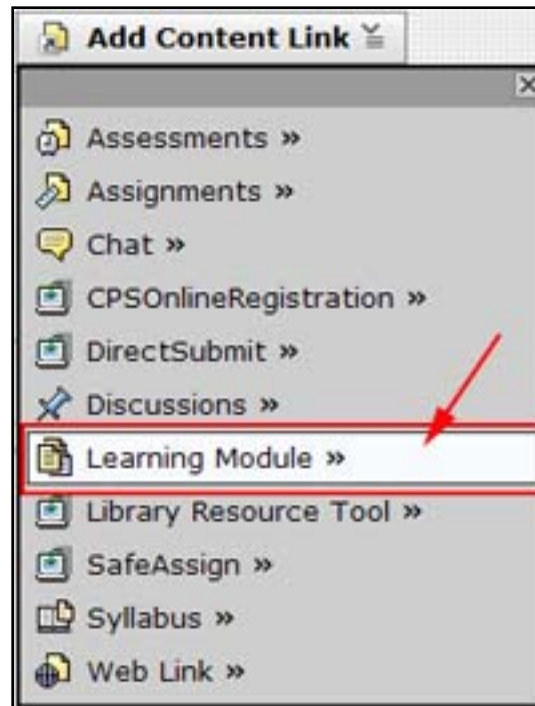 Add Content Link
Assessments »
Assignments »
Chat »
CPSOnlineRegistration »
DirectSubmit »
Discussions »
Learning Module »
Library Resource Tool »
SafeAssign »
Syllabus »
Web Link »